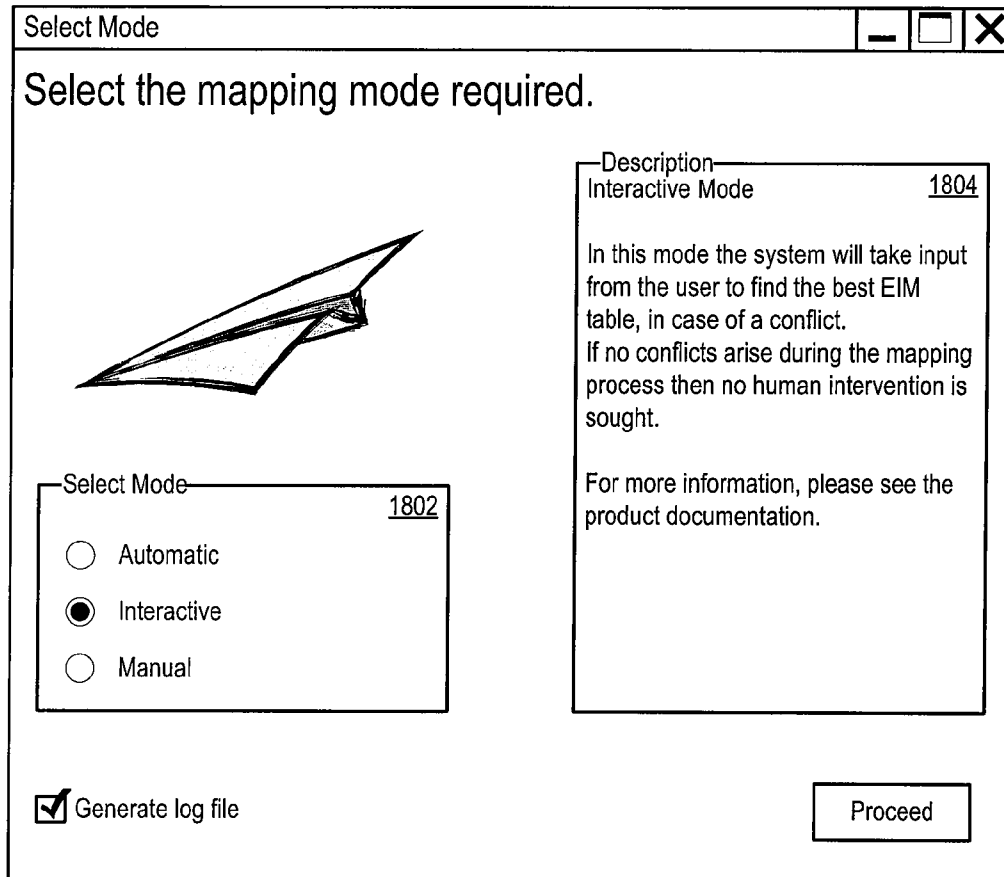 Select Mode
Select the mapping mode required.
Description
Interactive Mode 1804
In this mode the system will take input
from the user to find the best EIM
table, in case of a conflict.
If no conflicts arise during the mapping
process then no human intervention is
sought.
For more information, please see the
product documentation.
Select Mode
1802
Automatic
Interactive
Manual
Generate log file
Proceed